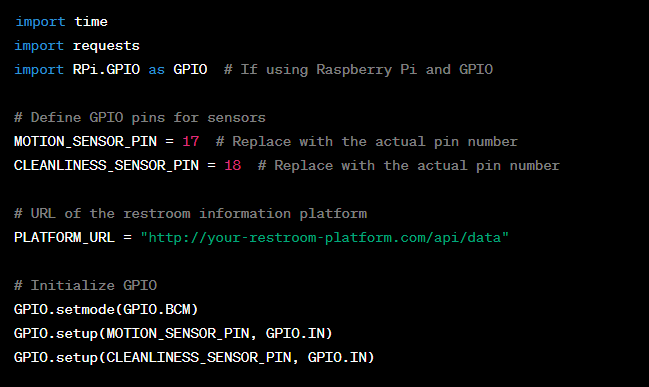 import time
import requests
import RPi.GPIO as GPIO  # If using Raspberry Pi and GPIO
# Define GPIO pins for sensors
MOTION_SENSOR_PIN = 17  # Replace with the actual pin number
CLEANLINESS_SENSOR_PIN = 18  # Replace with the actual pin number
# URL of the restroom information platform
PLATFORM_URL = "http://your-restroom-platform.com/api/data"
# Initialize GPIO
GPIO.setmode(GPIO.BCM)
GPIO.setup(MOTION_SENSOR_PIN, GPIO.IN)
GPIO.setup(CLEANLINESS_SENSOR_PIN, GPIO.IN)